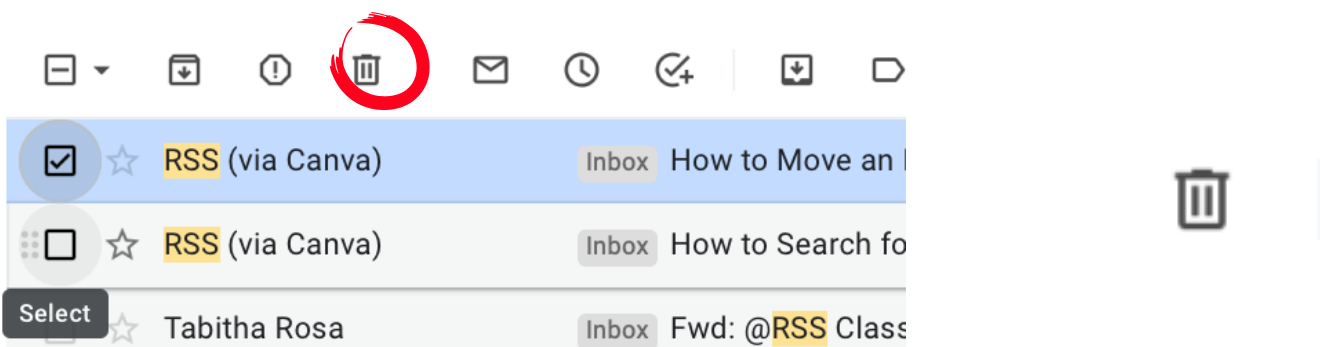 RSS (via Canva) Inbox How to Move an
RSS (via Canva) Inbox How to Search fo
Select
Tabitha Rosa Inbox Fwd: @RSS Class